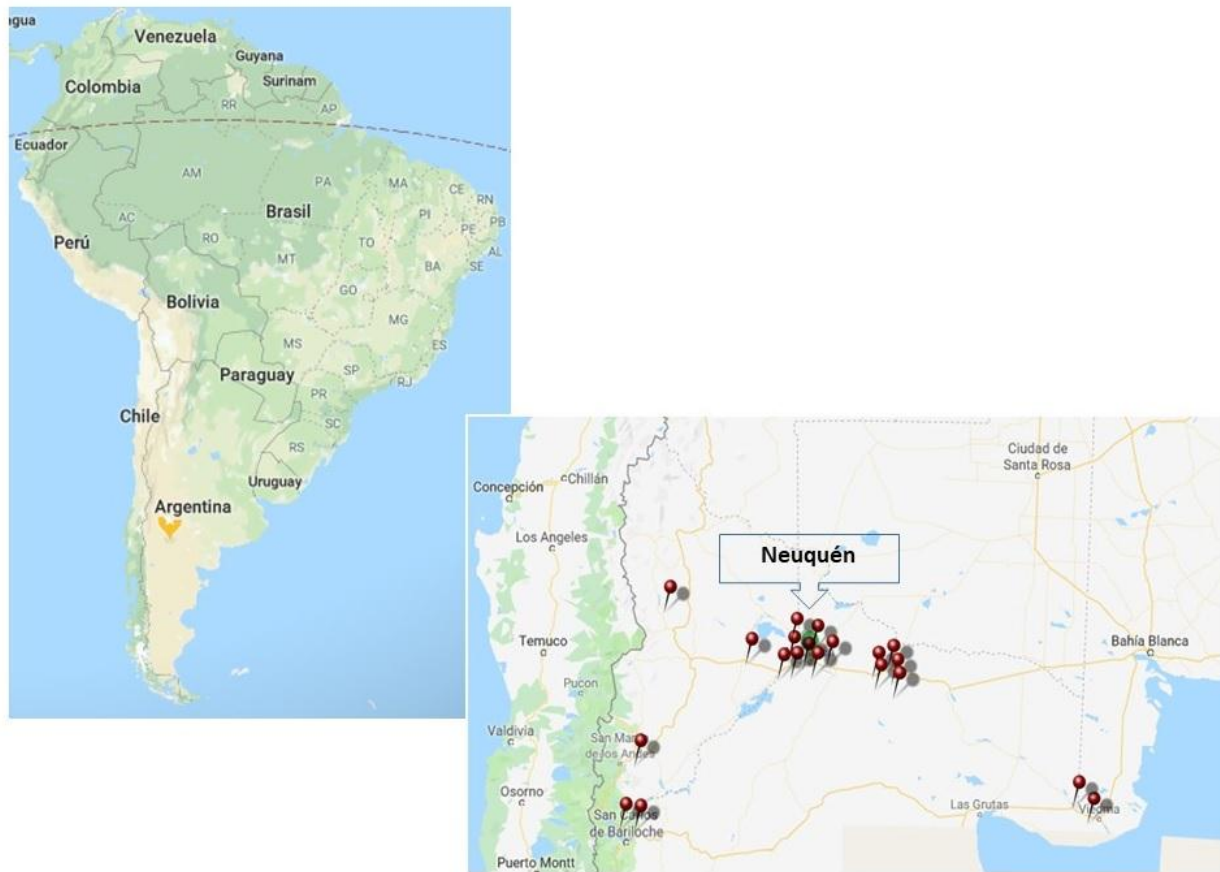 agua
Venezuela
Guyana
Colombia
Surinam
RR
AP
Ecuador
AM
PA
MA
CE
RN
Brasil
PI
PB
AC
PE
Perú
RO
TO
AL
SE
MT
BA
Bolivia
GO
MG
MS
ES
SP
Paraguay
RJ
PR
Chile
SC
RS
Uruguay
Argentina
Ciudad de
Santa Rosa
Chillán
Concepción
Los Angeles
Neuquén
Temuco
Bahía Blanca
Pucon
Valdivia
San Ma
de los An
Osorno
Las Grutas
Viedma
San Carlos
de Bariloche
Puerto Montt